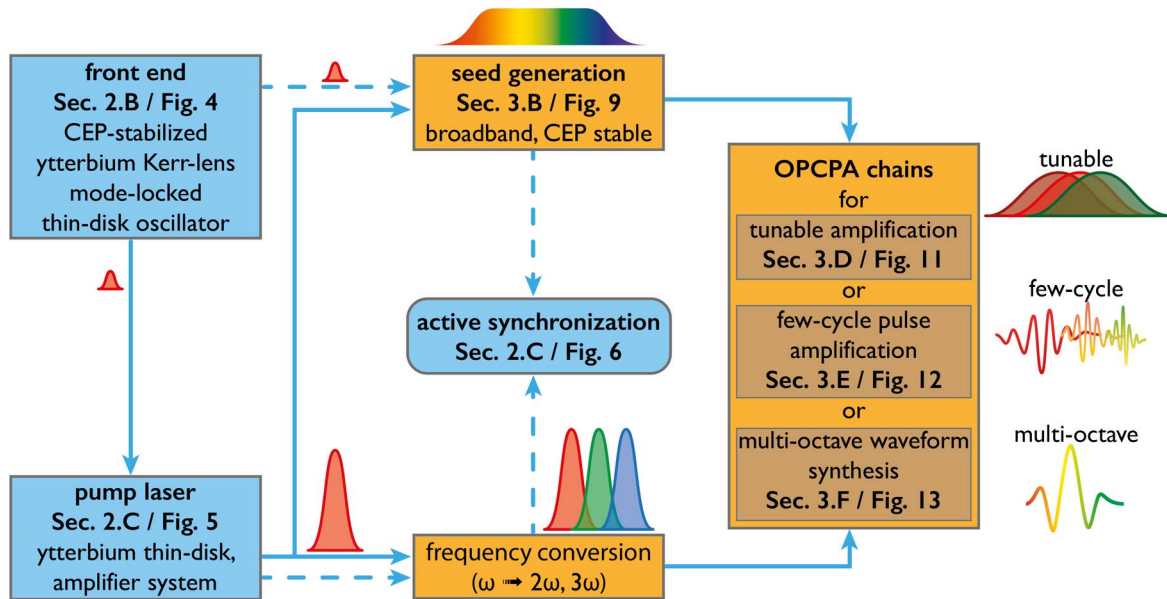 front end
Sec. 2.B / Fig. 4
CEP-stabilized
ytterbium Kerr-lens
mode-locked
thin-disk oscillator
seed generation
Sec. 3.B / Fig. 9
broadband, CEP stable
active synchronization
Sec. 2.C / Fig. 6
pump laser
Sec. 2.C / Fig. 5
ytterbium thin-disk,
amplifier system
frequency conversion
(ω ➟ 2ω, 3ω)
OPCPA chains
for
tunable amplification
Sec. 3.D / Fig. 11
or
few-cycle pulse
amplification
Sec. 3.E / Fig. 12
or
multi-octave waveform
synthesis
Sec. 3.F / Fig. 13
tunable
few-cycle
multi-octave